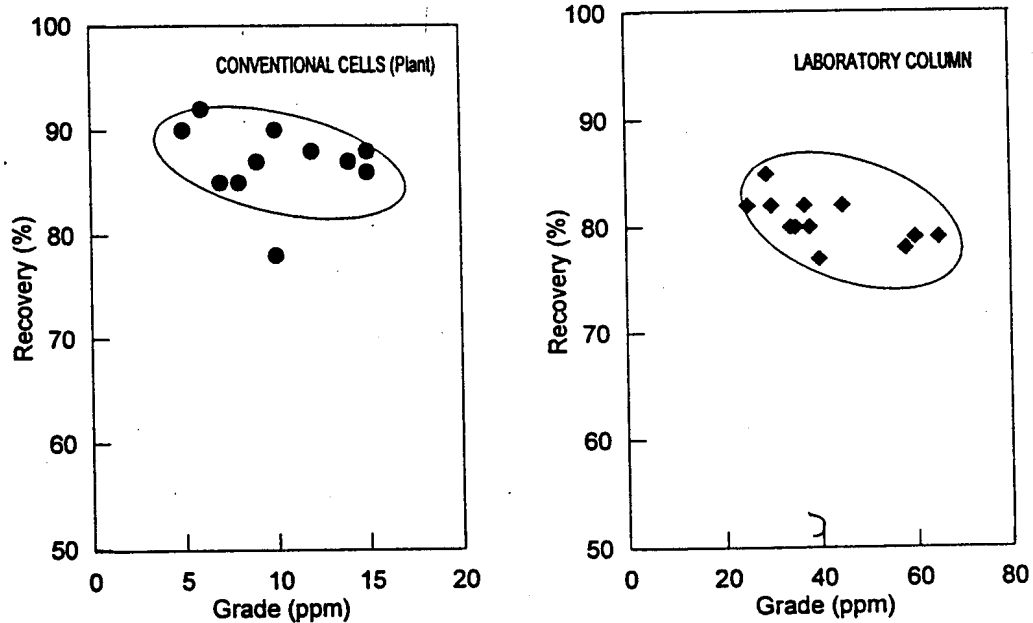 100
90
80
70
60
50
Recovery (%)
CONVENTIONAL CELLS (Plant)
0 5 10 15 20
Grade (ppm)
100
90
80
70
60
50
Recovery (%)
LABORATORY COLUMN
0 20 40 60 80
Grade (ppm)